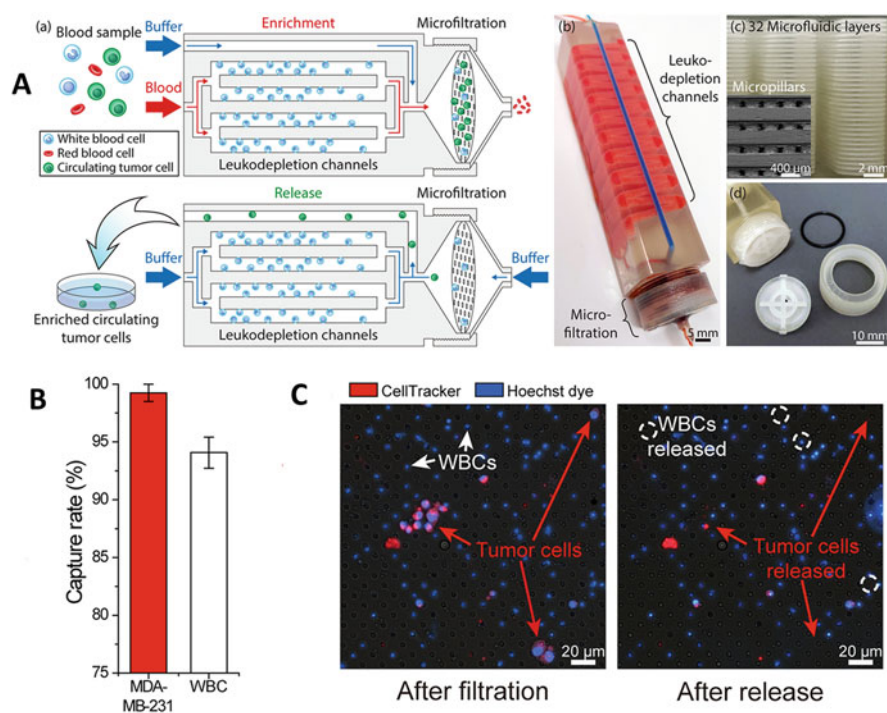 A
(a)
Blood sample
Buffer
Enrichment
Microfiltration
Blood
White blood cell
Red blood cell
Circulating tumor cell
Leukodepletion channels
Release
Microfiltration
Buffer
Buffer
Enriched circulating
tumor cells
Leukodepletion channels
(b)
Leuko-
depletion
channels
Micro-
filtration
5 mm
(c) 32 Microfluidic layers
Micropillars
400 µm
2 mm
(d)
10 mm
B
Capture rate (%)
100
95
90
85
80
75
MDA-
MB-231
WBC
C
CellTracker
Hoechst dye
WBCs
Tumor cells
20 µm
After filtration
WBCs
released
Tumor cells
released
20 µm
After release